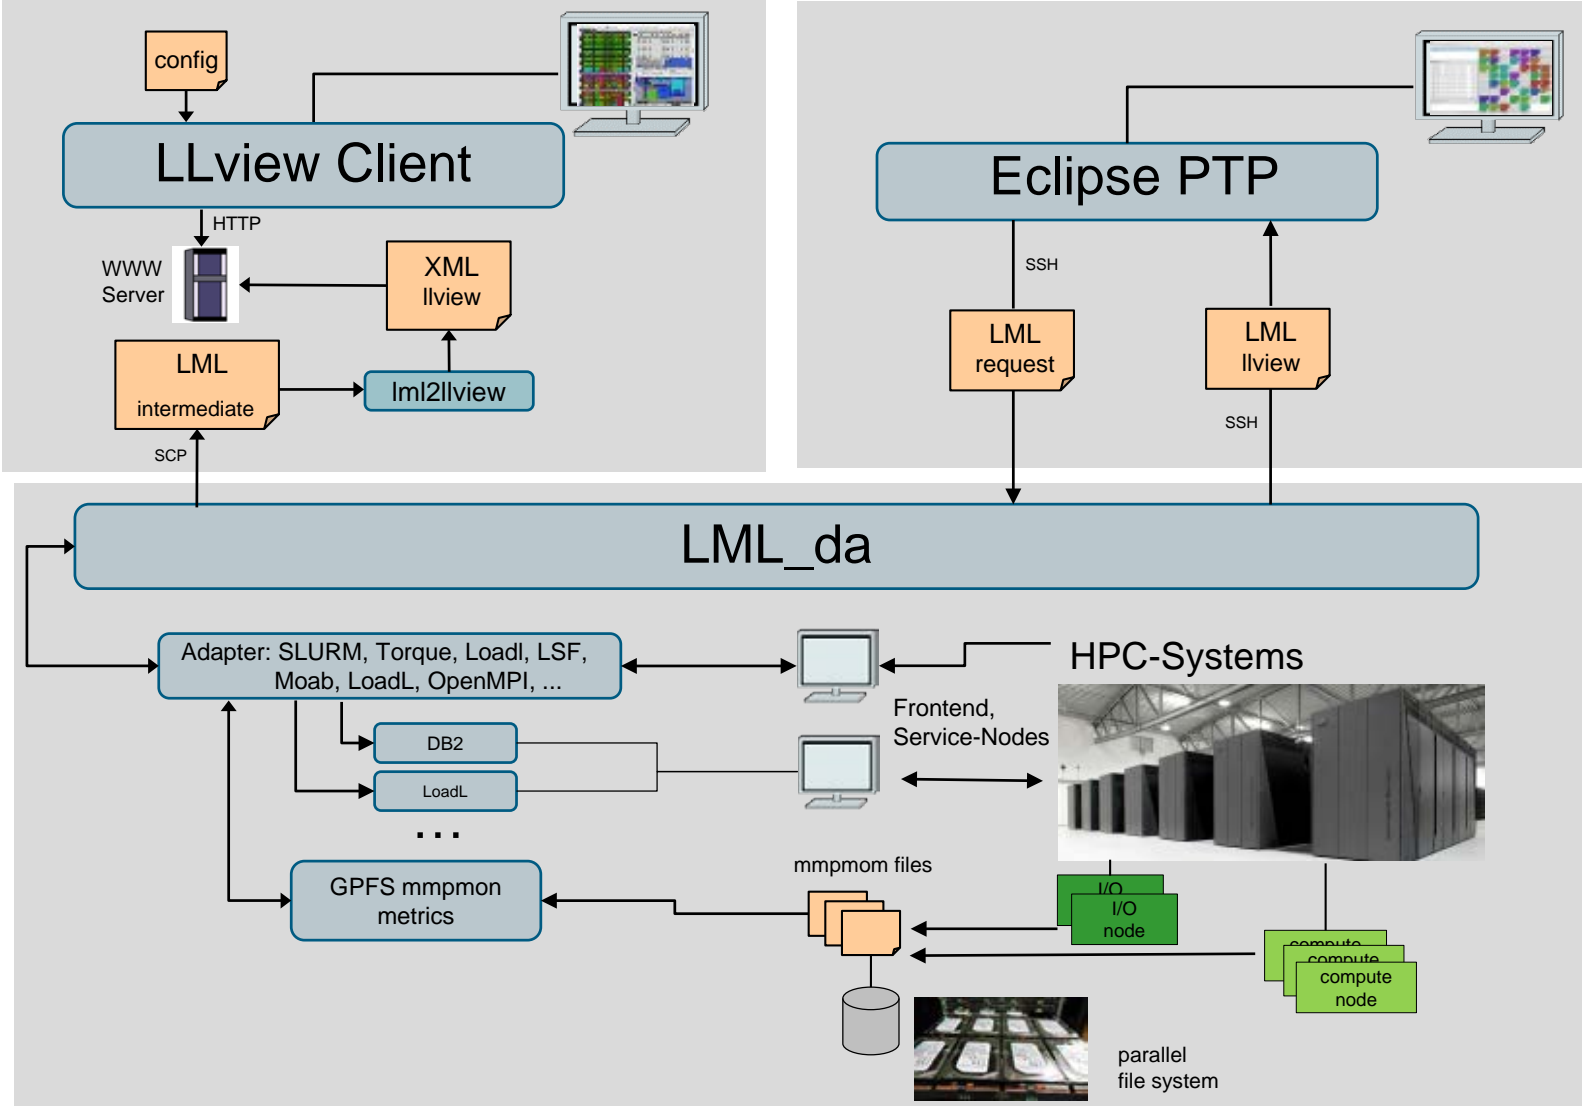 config
LLview Client
HTTP
WWW
Server
XML
llview
LML
intermediate
lml2llview
SCP
Eclipse PTP
SSH
LML
request
LML
llview
SSH
LML_da
Adapter: SLURM, Torque, Loadl, LSF,
Moab, LoadL, OpenMPI, ...
HPC-Systems
Frontend,
Service-Nodes
DB2
LoadL
...
GPFS mmpmon
metrics
mmpmom files
I/O
I/O
node
compute
compute
compute
node
parallel
file system